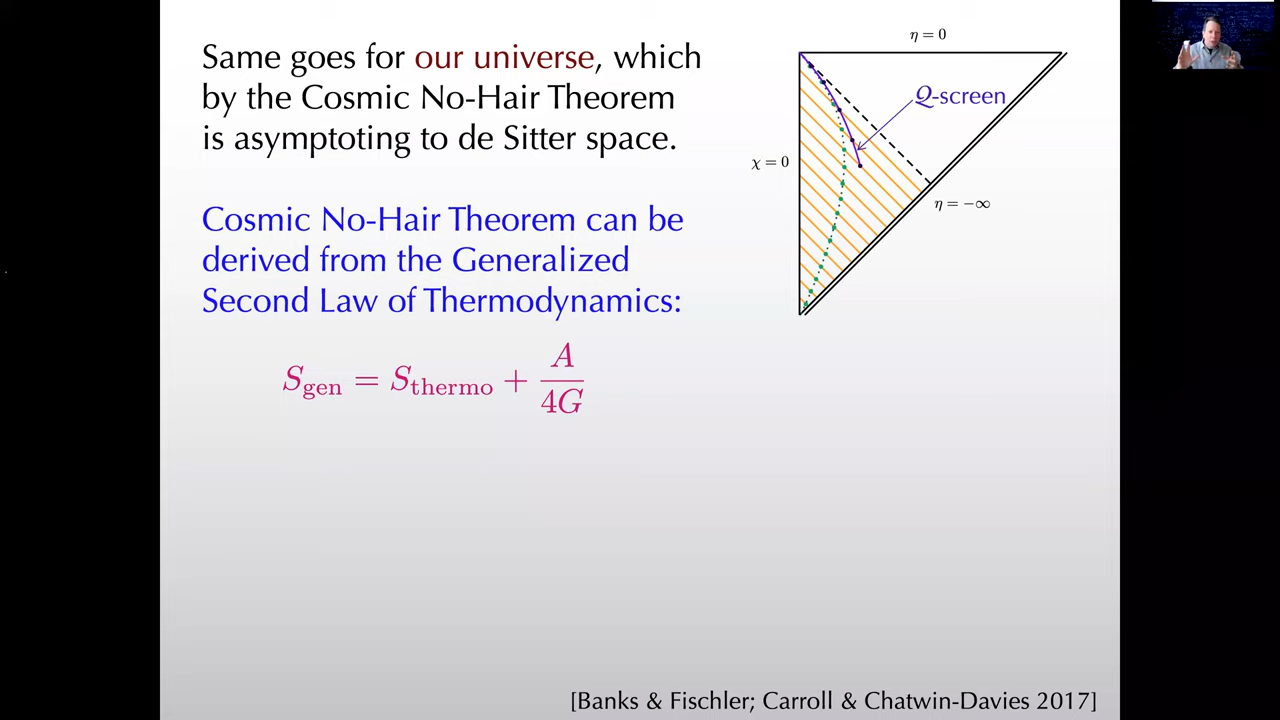 Same goes for our universe, which
by the Cosmic No-Hair Theorem
is asymptoting to de Sitter space.
Cosmic No-Hair Theorem can be
derived from the Generalized
Second Law of Thermodynamics:
S_gen = S_thermo + A/4G
η = 0
𝒬-screen
χ = 0
η = −∞
[Banks & Fischler; Carroll & Chatwin-Davies 2017]